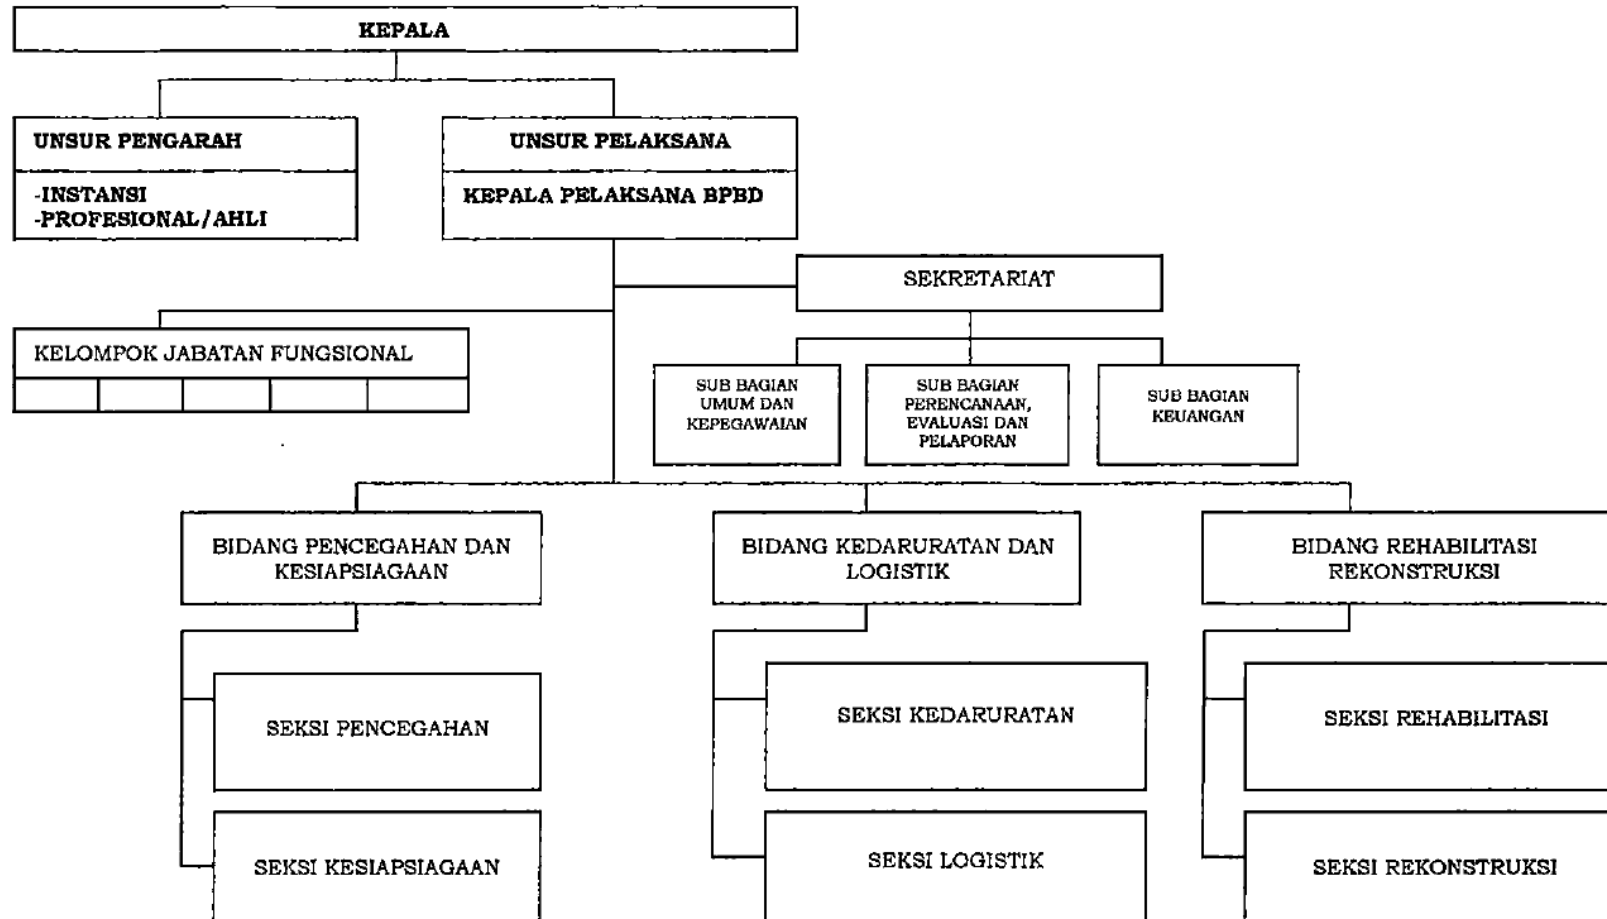 KEPALA
UNSUR PENGARAH
-INSTANSI
-PROFESIONAL/AHLI
UNSUR PELAKSANA
KEPALA PELAKSANA BPBD
SEKRETARIAT
KELOMPOK JABATAN FUNGSIONAL
SUB BAGIAN
UMUM DAN
KEPEGAWAIAN
SUB BAGIAN
PERENCANAAN,
EVALUASI DAN
PELAPORAN
SUB BAGIAN
KEUANGAN
BIDANG PENCEGAHAN DAN
KESIAPSIAGAAN
BIDANG KEDARURATAN DAN
LOGISTIK
BIDANG REHABILITASI
REKONSTRUKSI
SEKSI PENCEGAHAN
SEKSI KEDARURATAN
SEKSI REHABILITASI
SEKSI KESIAPSIAGAAN
SEKSI LOGISTIK
SEKSI REKONSTRUKSI